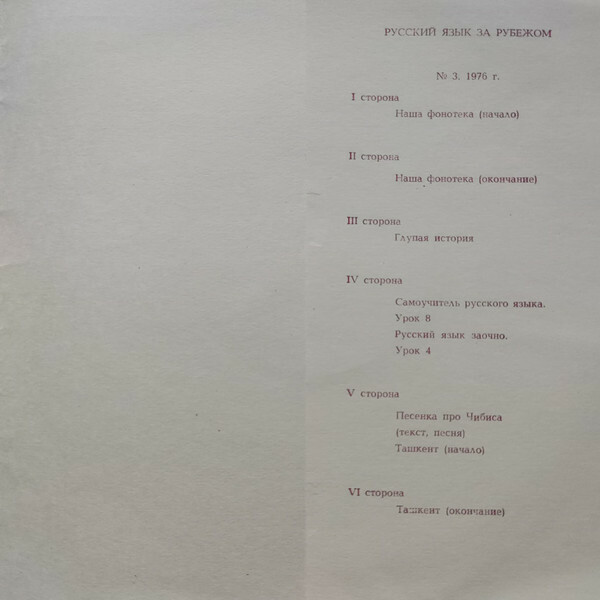 РУССКИЙ ЯЗЫК ЗА РУБЕЖОМ
№ 3. 1976 г.
I сторона
Наша фонотека (начало)
II сторона
Наша фонотека (окончание)
III сторона
Глупая история
IV сторона
Самоучитель русского языка.
Урок 8
Русский язык заочно.
Урок 4
V сторона
Песенка про Чибиса
(текст, песня)
Ташкент (начало)
VI сторона
Ташкент (окончание)